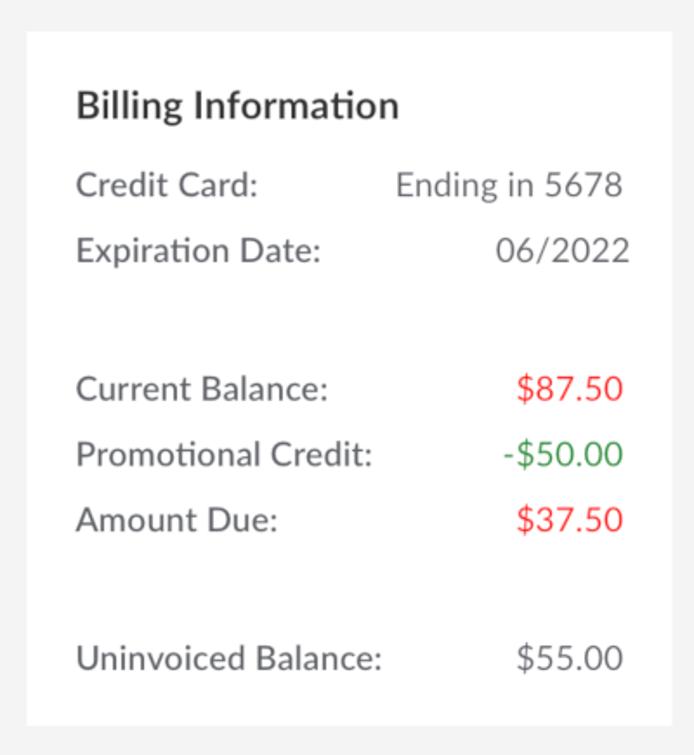 Billing Information
Credit Card: Ending in 5678
Expiration Date: 06/2022
Current Balance: $87.50
Promotional Credit: -$50.00
Amount Due: $37.50
Uninvoiced Balance: $55.00